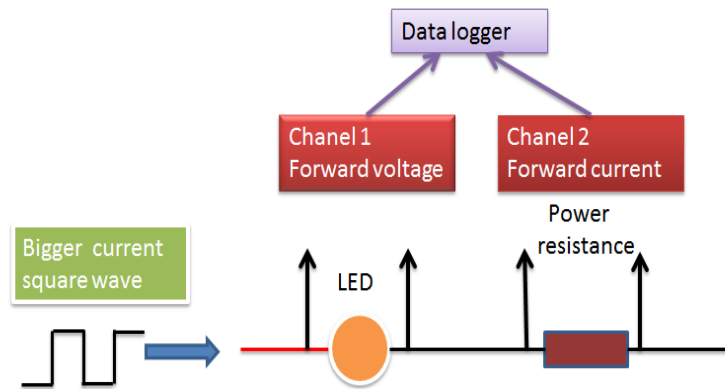 Data logger
Chanel 1
Forward voltage
Chanel 2
Forward current
Power
resistance
Bigger current
square wave
LED